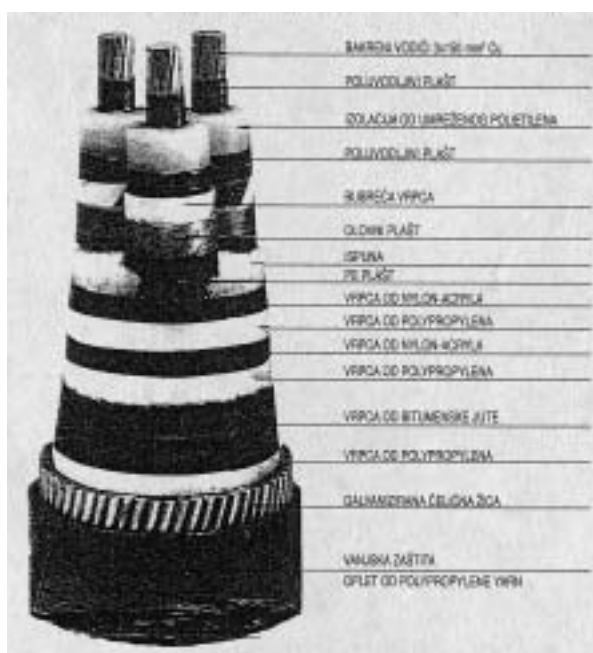 BAKRENI VODIČ 3x150 mm² Cu
POLUVODLJIVI PLAŠT
IZOLACIJA OD UMREŽENOG POLIETILENA
POLUVODLJIVI PLAŠT
BUBREĆA VRPCA
OLOVNI PLAŠT
ISPUNA
PE PLAŠT
VRPCA OD NYLON-ACRYLA
VRPCA OD POLYPROPYLENA
VRPCA OD NYLON-ACRYLA
VRPCA OD POLYPROPYLENA
VRPCA OD BITUMENSKE JUTE
VRPCA OD POLYPROPYLENA
GALVANIZIRANA ČELIČNA ŽICA
VANJSKA ZAŠTITA
OPLET OD POLYPROPYLENE YARN